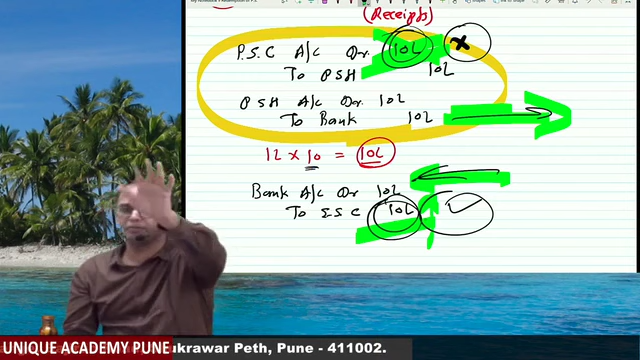 (Receipts)
P.S.C A/C Dr. 10L
To PSH 10L
PSH A/C Dr. 10L
To Bank 10L
12 x 10 = 10L
Bank A/C Dr 10L
To ESC 10L
UNIQUE ACADEMY PUNE
ukrawar Peth, Pune - 411002.